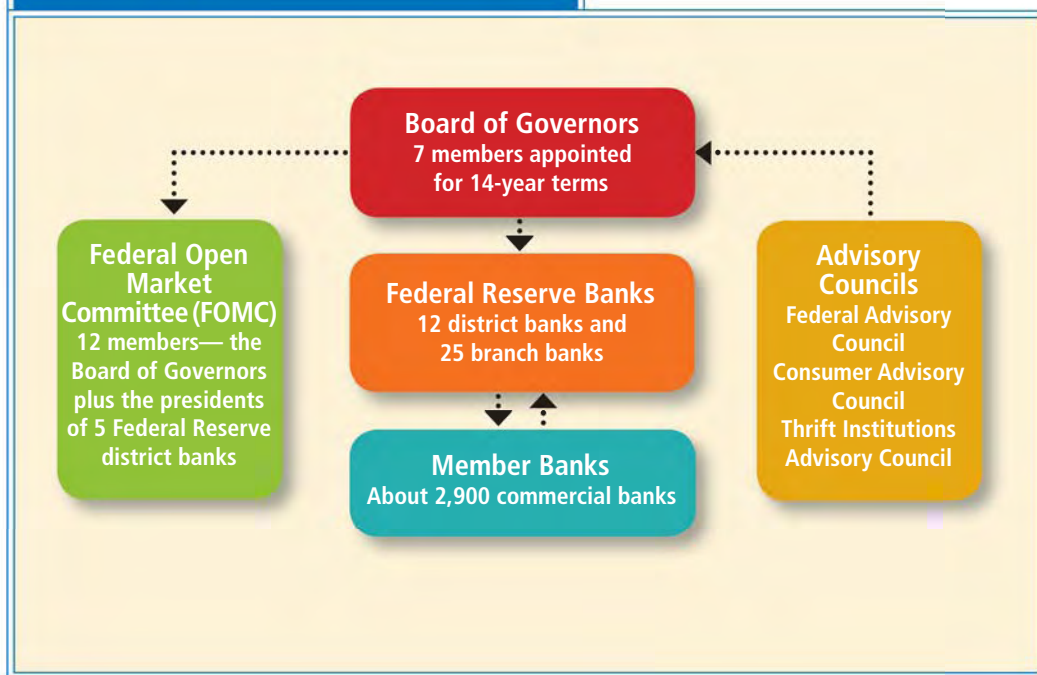 Board of Governors
7 members appointed
for 14-year terms
Federal Open
Market
Committee (FOMC)
12 members— the
Board of Governors
plus the presidents
of 5 Federal Reserve
district banks
Federal Reserve Banks
12 district banks and
25 branch banks
Member Banks
About 2,900 commercial banks
Advisory
Councils
Federal Advisory
Council
Consumer Advisory
Council
Thrift Institutions
Advisory Council